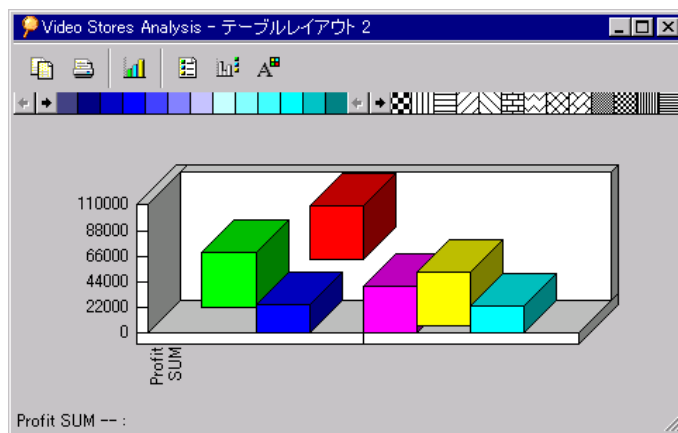 Video Stores Analysis - テーブルレイアウト 2
A
110000
88000
66000
44000
22000
0
Profit
SUM
Profit SUM -- :